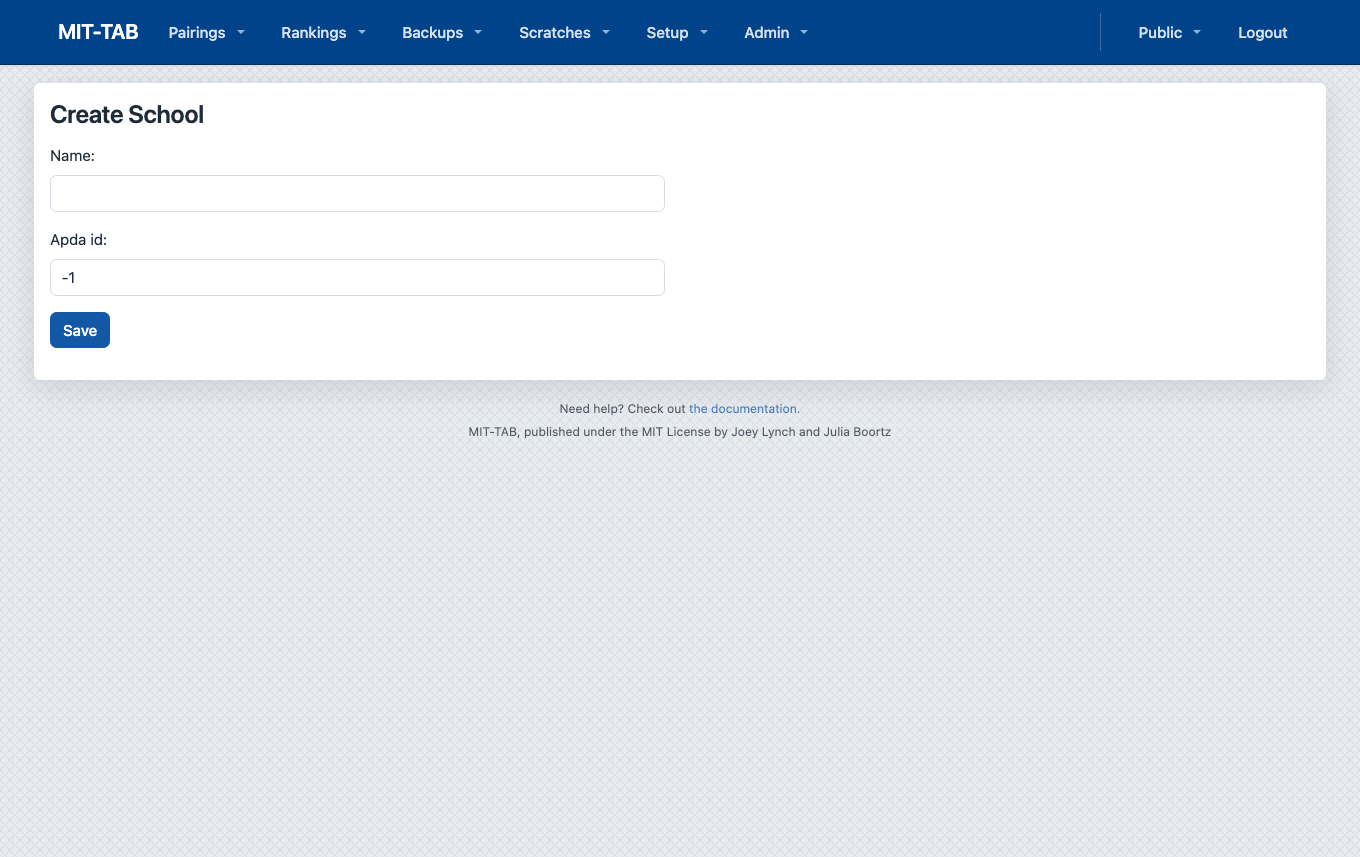 MIT-TAB Pairings Rankings Backups Scratches Setup Admin Public Logout
Create School
Name:
Apda id:
-1
Save
Need help? Check out the documentation.
MIT-TAB, published under the MIT License by Joey Lynch and Julia Boortz